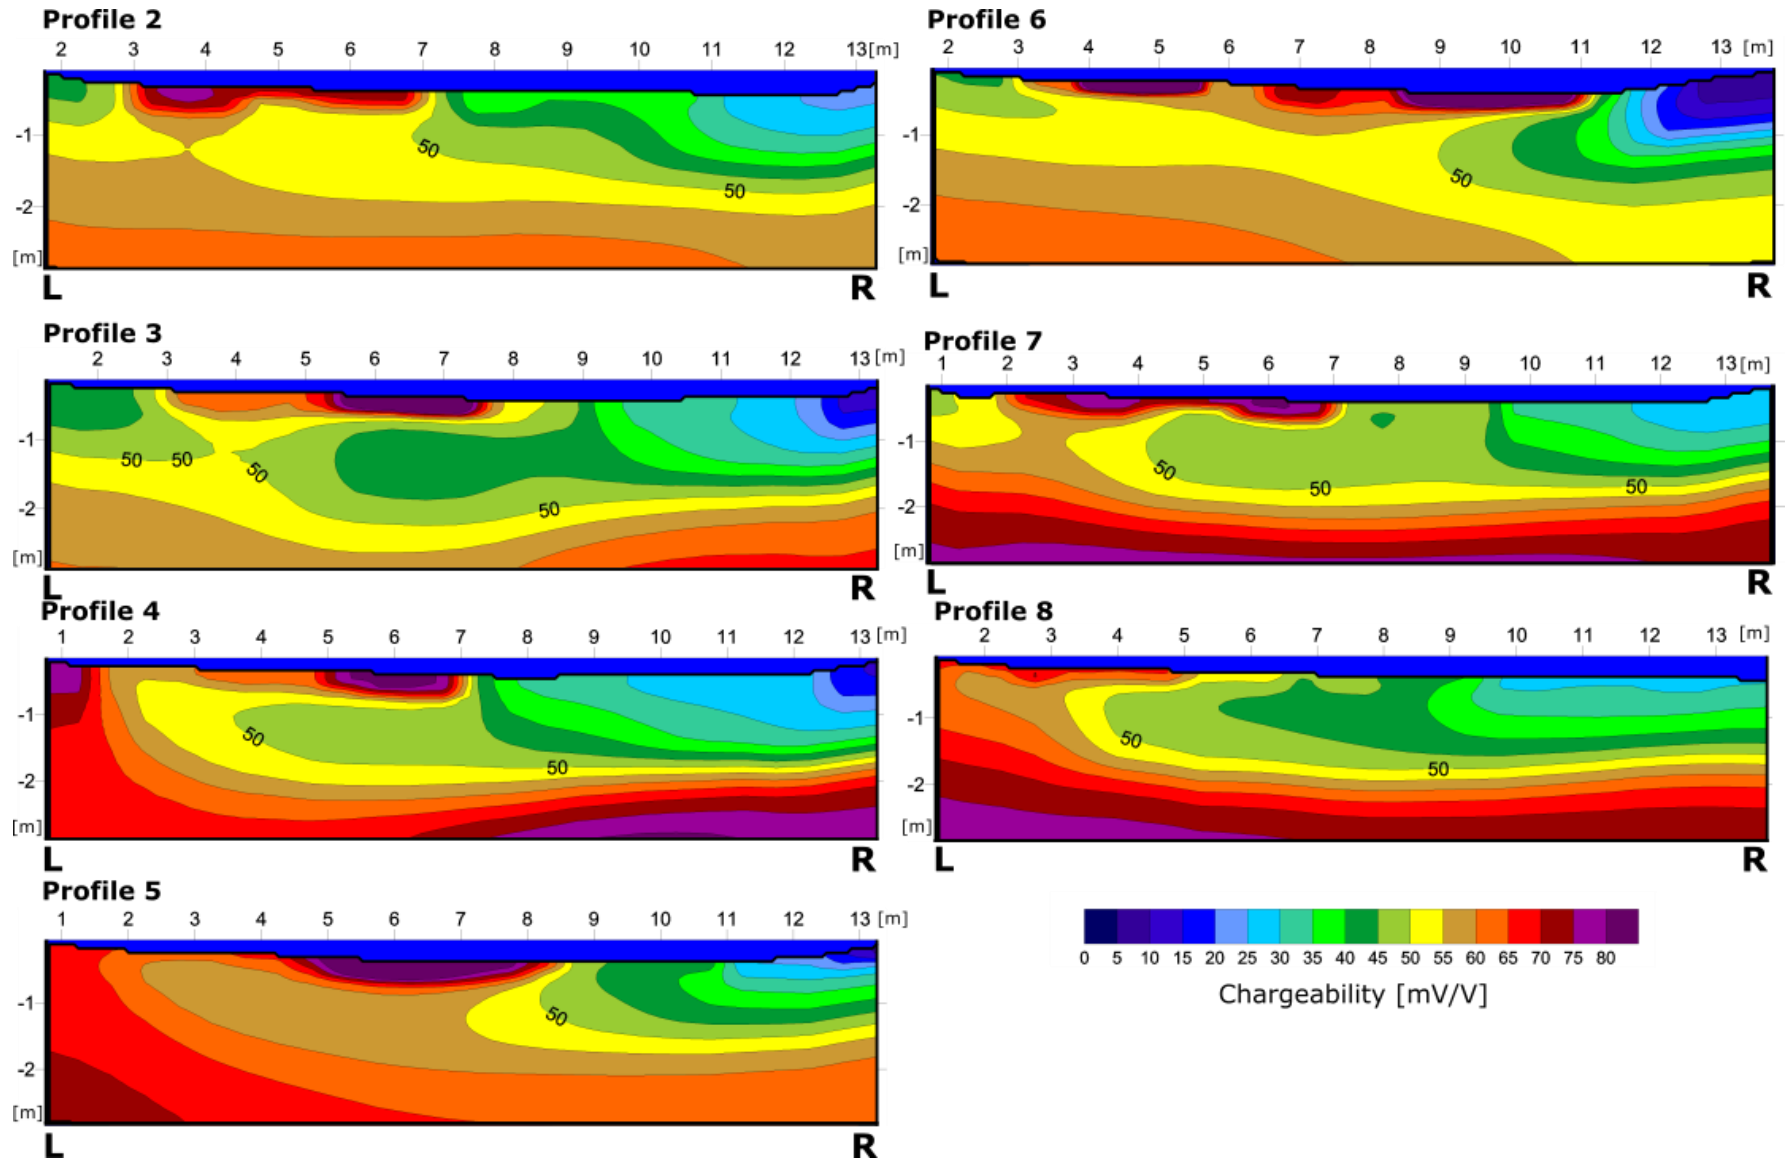 Profile 2
2 3 4 5 6 7 8 9 10 11 12 13 [m]
-1
50
50
-2
[m]
L R
Profile 3
2 3 4 5 6 7 8 9 10 11 12 13 [m]
-1
50 50 50
50
-2
[m]
L R
Profile 4
1 2 3 4 5 6 7 8 9 10 11 12 13 [m]
-1
50
50
-2
[m]
L R
Profile 5
1 2 3 4 5 6 7 8 9 10 11 12 13 [m]
-1
50
-2
[m]
L R
Profile 6
2 3 4 5 6 7 8 9 10 11 12 13 [m]
-1
50
-2
[m]
L R
Profile 7
1 2 3 4 5 6 7 8 9 10 11 12 13 [m]
-1
50
50 50
-2
[m]
L R
Profile 8
2 3 4 5 6 7 8 9 10 11 12 13 [m]
-1
50
50
-2
[m]
L R
0 5 10 15 20 25 30 35 40 45 50 55 60 65 70 75 80
Chargeability [mV/V]